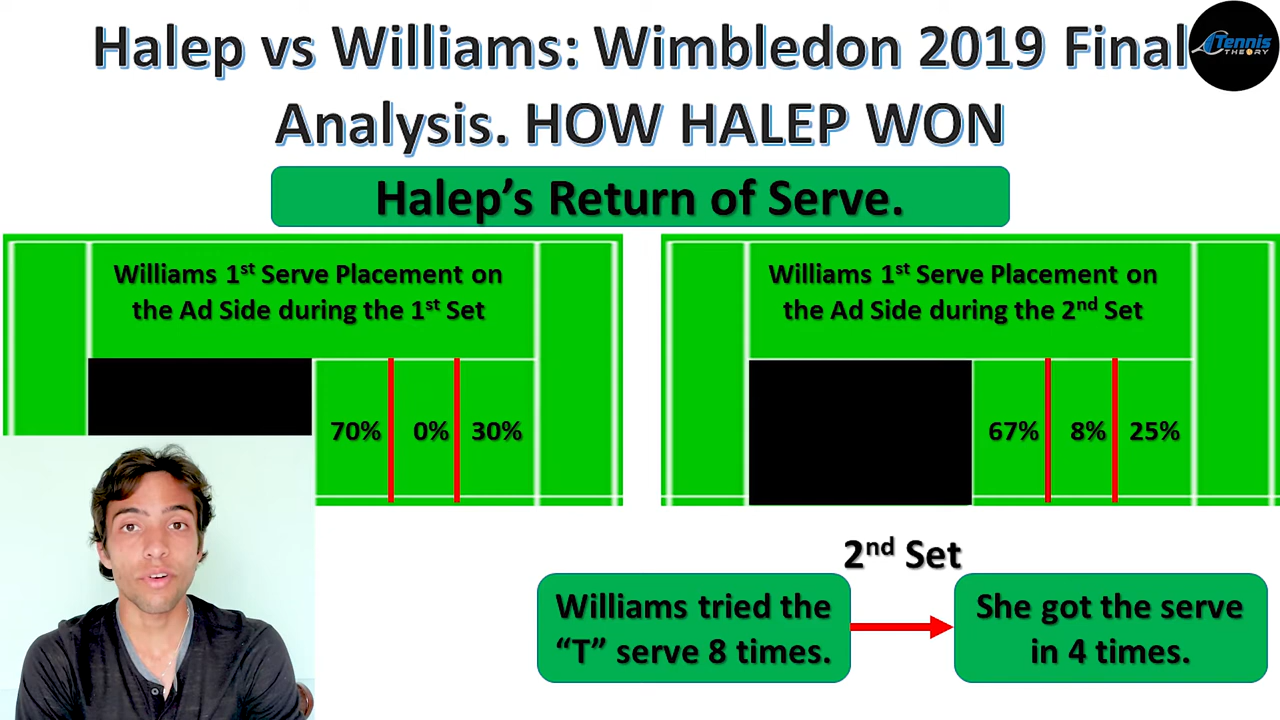 Halep vs Williams: Wimbledon 2019 Final
Analysis. HOW HALEP WON
Tennis
THEORY
Halep’s Return of Serve.
Williams 1st Serve Placement on
the Ad Side during the 1st Set
70% 0% 30%
Williams 1st Serve Placement on
the Ad Side during the 2nd Set
67% 8% 25%
2nd Set
Williams tried the
“T” serve 8 times.
She got the serve
in 4 times.